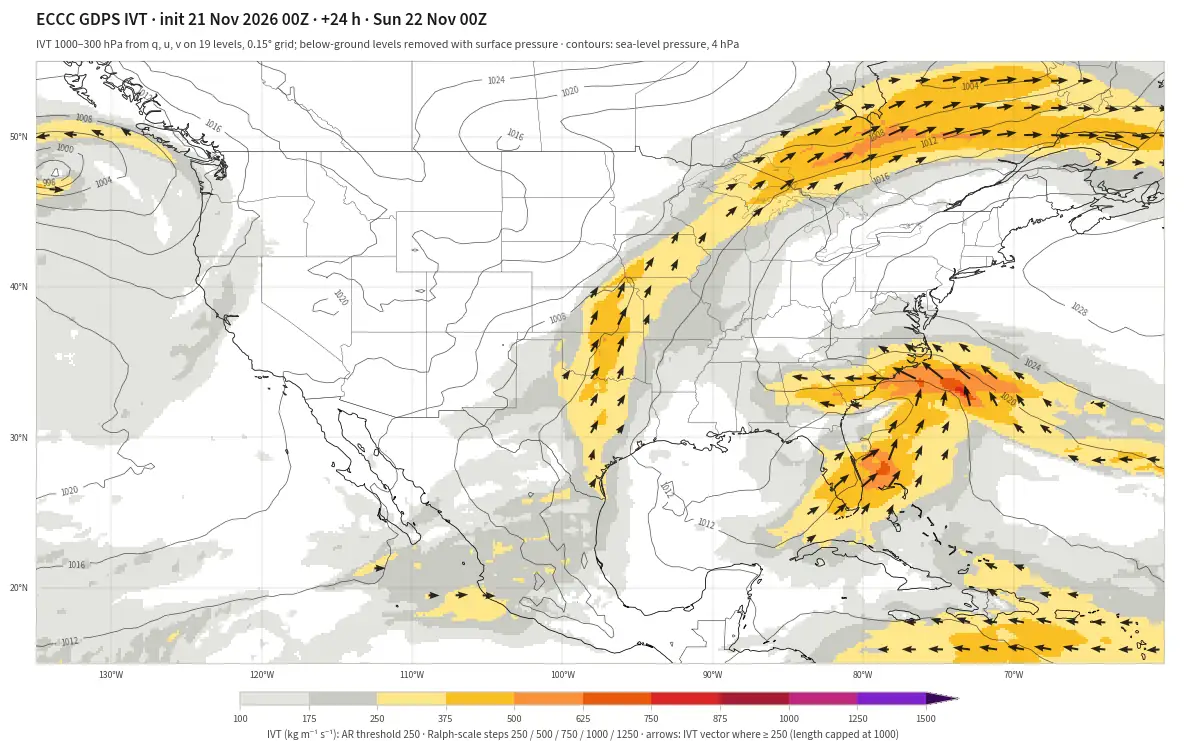 ECCC GDPS IVT · init 21 Nov 2026 00Z · +24 h · Sun 22 Nov 00Z
IVT 1000–300 hPa from q, u, v on 19 levels, 0.15° grid; below-ground levels removed with surface pressure · contours: sea-level pressure, 4 hPa
1024
1020
1004
1008
1016
1016
1008
1012
1000
1004
996
1016
50°N
1020
1008
1028
40°N
1024
1020
30°N
1020
1012
1012
1016
20°N
1012
130°W
120°W
110°W
100°W
90°W
80°W
70°W
100
175
250
375
500
625
750
875
1000
1250
1500
IVT (kg m⁻¹ s⁻¹): AR threshold 250 · Ralph-scale steps 250 / 500 / 750 / 1000 / 1250 · arrows: IVT vector where ≥ 250 (length capped at 1000)